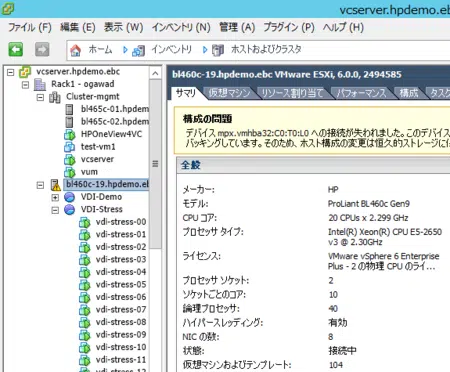 vcserver.hpdemo.ebc
ファイル (F) 編集 (E) 表示 (W) インベントリ (N) 管理 (A) プラグイン (P) ヘルプ (H)
ホーム インベントリ ホストおよびクラスタ
vcserver.hpdemo.ebc
Rack1 - ogawad
Cluster-mgmt
bl465c-01.hpdem
bl465c-02.hpdem
HPOneView4VC
test-vm1
vcserver
vum
bl460c-19.hpdemo.eb
VDI-Demo
VDI-Stress
vdi-stress-00
vdi-stress-01
vdi-stress-02
vdi-stress-03
vdi-stress-04
vdi-stress-05
vdi-stress-06
vdi-stress-07
vdi-stress-08
vdi-stress-09
vdi-stress-10
vdi-stress-11
bl460c-19.hpdemo.ebc VMware ESXi, 6.0.0, 2494585
サマリ 仮想マシン リソース割り当て パフォーマンス 構成 タスク
構成の問題
デバイス mpx.vmhba32:C0:T0:L0 への接続が失われました。このデバイス
バッキングしています。そのため、ホスト構成の変更は恒久的ストレージに
全般
メーカー: HP
モデル: ProLiant BL460c Gen9
CPU コア: 20 CPUs x 2.299 GHz
プロセッサ タイプ: Intel(R) Xeon(R) CPU E5-2650
v3 @ 2.30GHz
ライセンス: VMware vSphere 6 Enterprise
Plus - 2 の物理 CPU のライ...
プロセッサ ソケット: 2
ソケットごとのコア: 10
論理プロセッサ: 40
ハイパースレッディング: 有効
NIC の数: 8
状態: 接続中
仮想マシンおよびテンプレート: 104